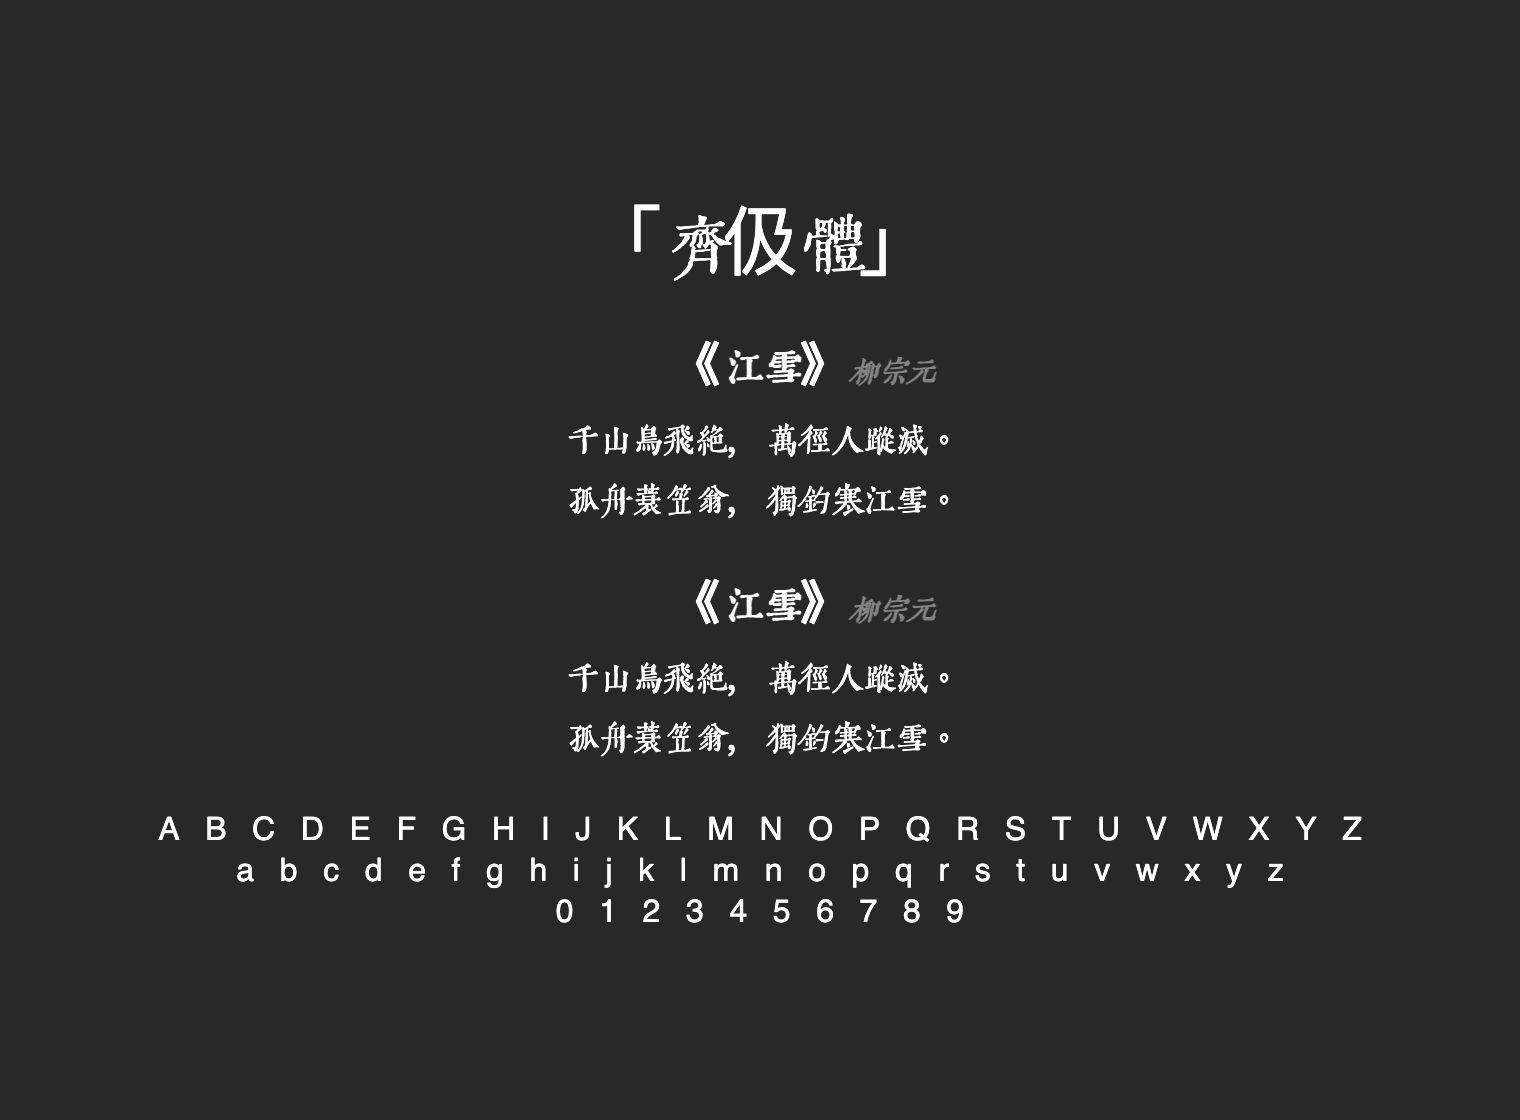 「齊伋體」
《江雪》 柳宗元
千山鳥飛絶，萬徑人蹤滅。
孤舟蓑笠翁，獨釣寒江雪。
《江雪》 柳宗元
千山鳥飛絶，萬徑人蹤滅。
孤舟蓑笠翁，獨釣寒江雪。
A B C D E F G H I J K L M N O P Q R S T U V W X Y Z
a b c d e f g h i j k l m n o p q r s t u v w x y z
0 1 2 3 4 5 6 7 8 9